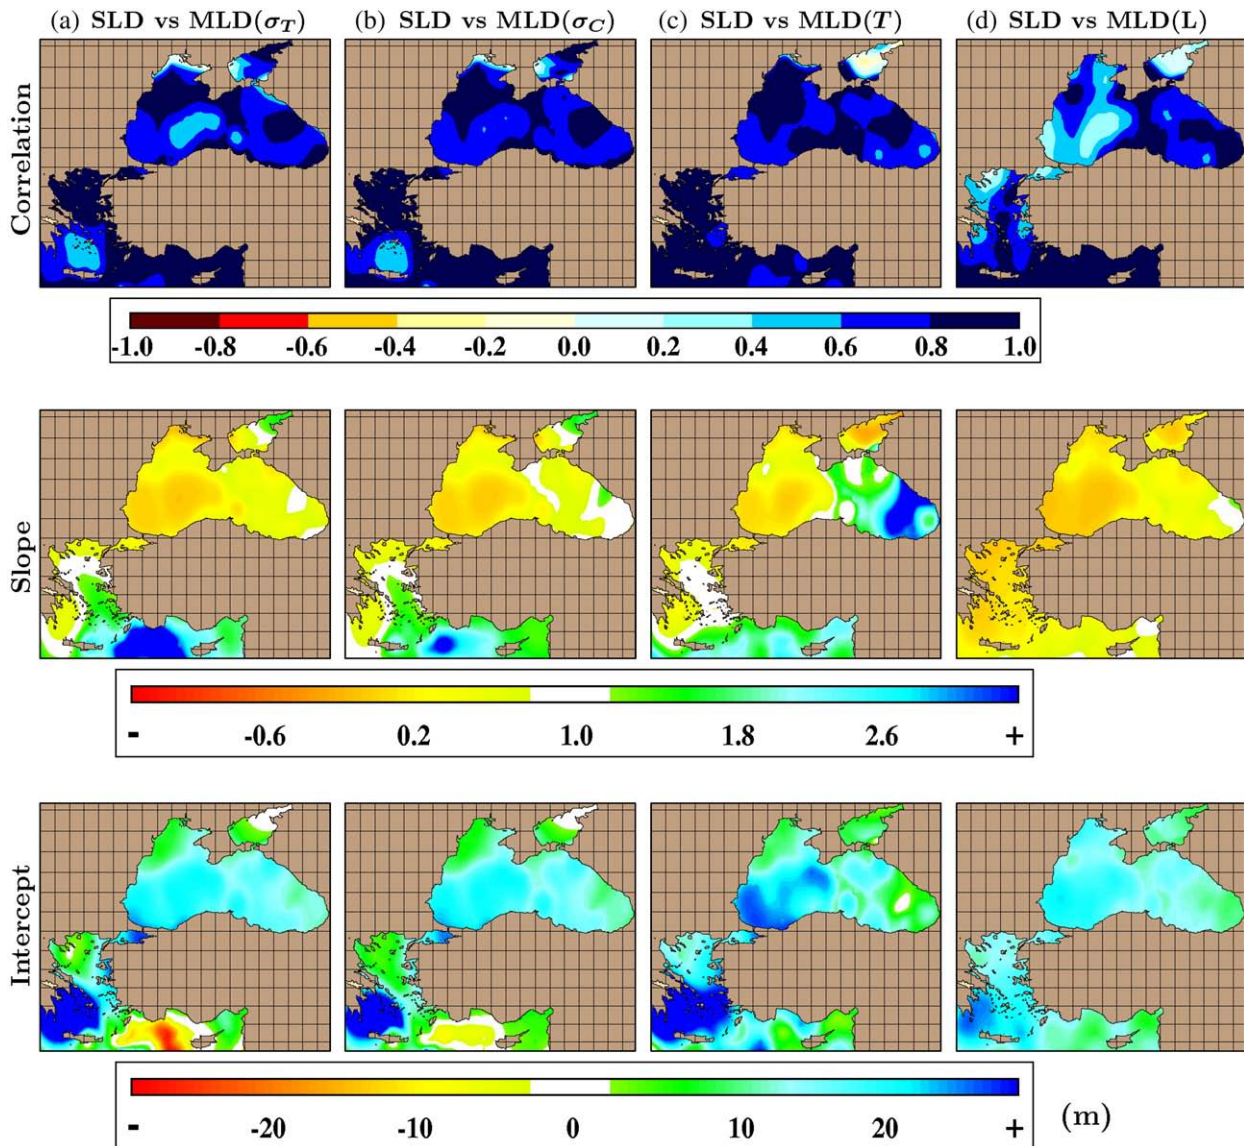 (a) SLD vs MLD(σ_T) (b) SLD vs MLD(σ_C) (c) SLD vs MLD(T) (d) SLD vs MLD(L)
Correlation
-1.0 -0.8 -0.6 -0.4 -0.2 0.0 0.2 0.4 0.6 0.8 1.0
Slope
- -0.6 0.2 1.0 1.8 2.6 +
Intercept
- -20 -10 0 10 20 + (m)